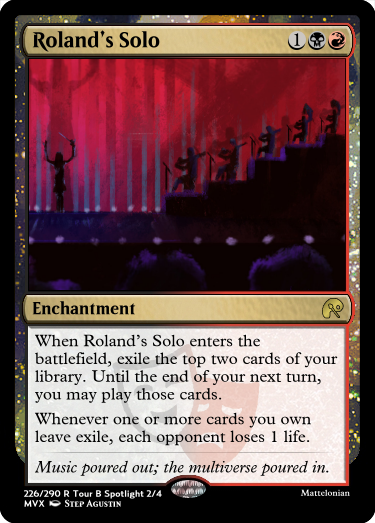 Roland's Solo 1
Enchantment
When Roland's Solo enters the
battlefield, exile the top two cards of your
library. Until the end of your next turn,
you may play those cards.
Whenever one or more cards you own
leave exile, each opponent loses 1 life.
Music poured out; the multiverse poured in.
226/290 R Tour B Spotlight 2/4
Mattelonian
MVX Step Agustin